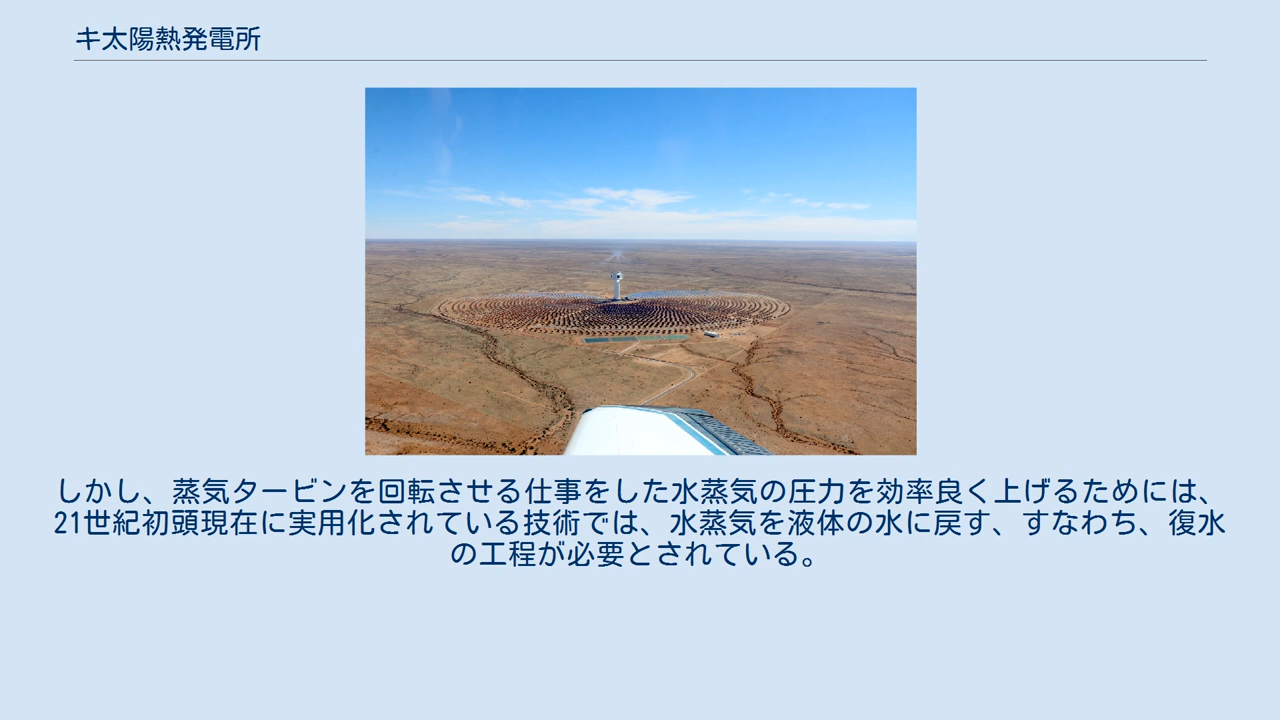 キ太陽熱発電所
しかし、蒸気タービンを回転させる仕事をした水蒸気の圧力を効率良く上げるためには、
21世紀初頭現在に実用化されている技術では、水蒸気を液体の水に戻す、すなわち、復水
の工程が必要とされている。